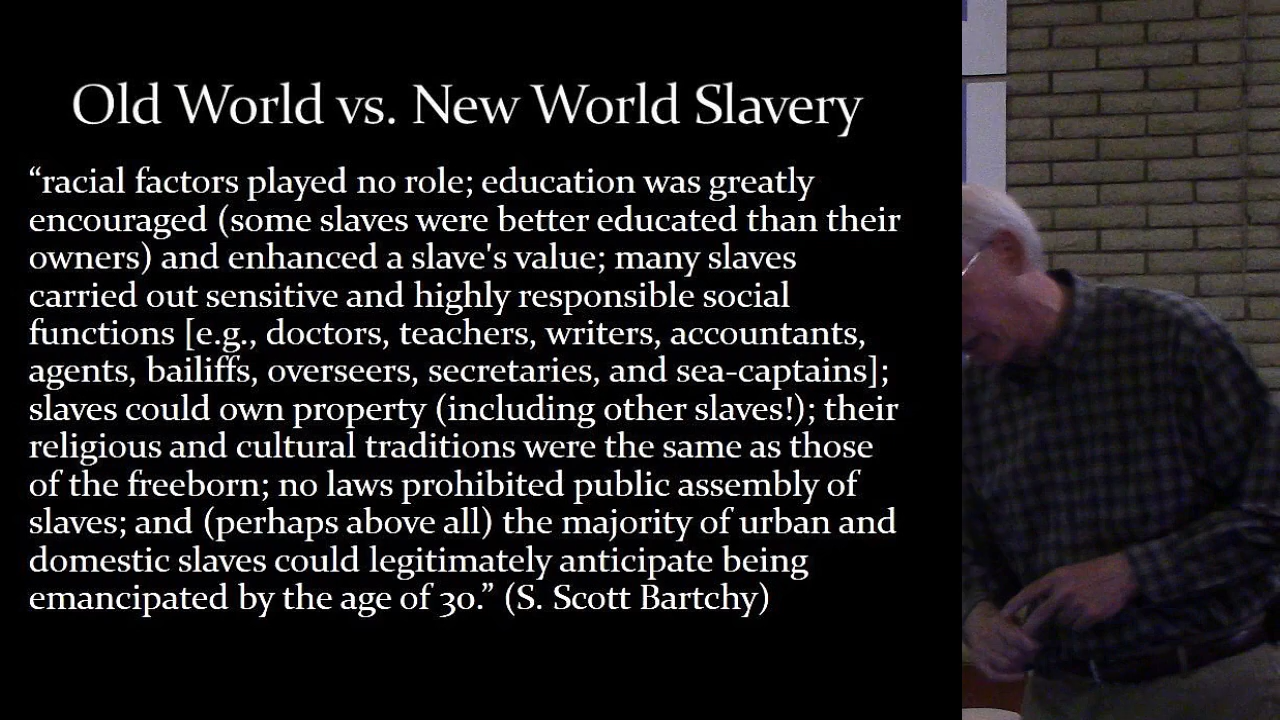 Old World vs. New World Slavery
“racial factors played no role; education was greatly
encouraged (some slaves were better educated than their
owners) and enhanced a slave's value; many slaves
carried out sensitive and highly responsible social
functions [e.g., doctors, teachers, writers, accountants,
agents, bailiffs, overseers, secretaries, and sea-captains];
slaves could own property (including other slaves!); their
religious and cultural traditions were the same as those
of the freeborn; no laws prohibited public assembly of
slaves; and (perhaps above all) the majority of urban and
domestic slaves could legitimately anticipate being
emancipated by the age of 30.” (S. Scott Bartchy)